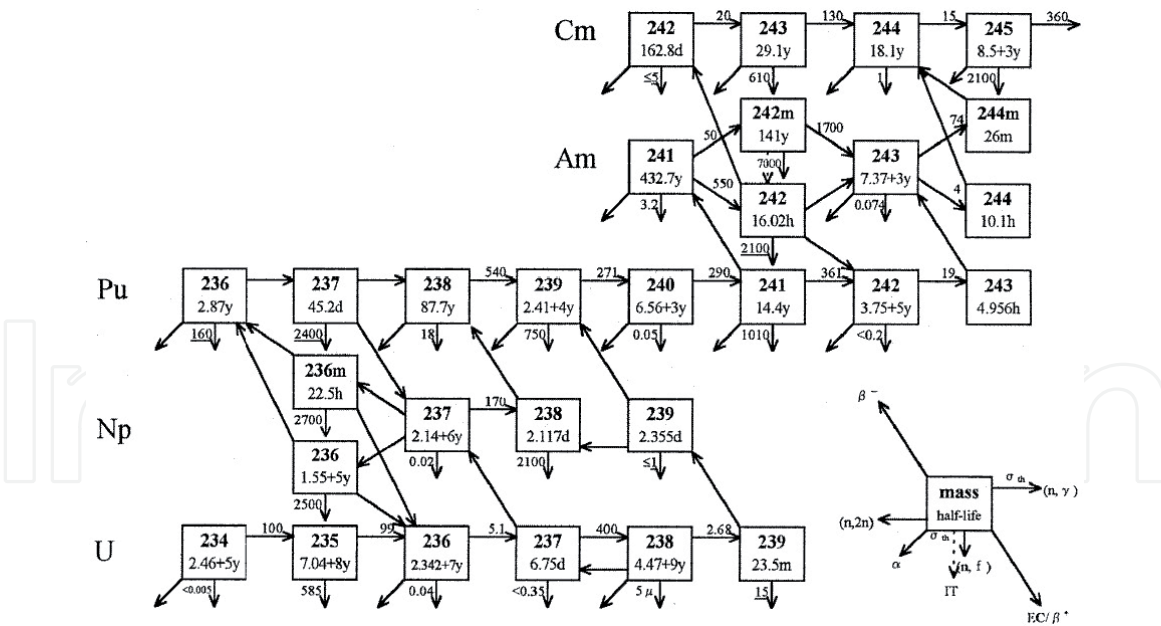 Cm
242
162.8d
20
243
29.1y
130
244
18.1y
15
245
8.5+3y
360
≤5
610
1
2100
Am
241
432.7y
50
550
242m
141y
7000
1700
242
16.02h
243
7.37+3y
74
4
244m
26m
244
10.1h
3.2
2100
0.074
Pu
236
2.87y
237
45.2d
238
87.7y
540
239
2.41+4y
271
240
6.56+3y
290
241
14.4y
361
242
3.75+5y
19
243
4.956h
160
2400
18
750
0.05
1010
<0.2
Np
236m
22.5h
2700
236
1.55+5y
2500
237
2.14+6y
170
238
2.117d
239
2.355d
0.02
2100
≤1
U
234
2.46+5y
100
235
7.04+8y
99
236
2.342+7y
5.1
237
6.75d
400
238
4.47+9y
2.68
239
23.5m
<0.005
585
0.04
<0.35
5 μ
15
β⁻
mass
half-life
σ th
(n, γ)
(n,2n)
σ th
α
(n, f)
IT
EC/β⁺